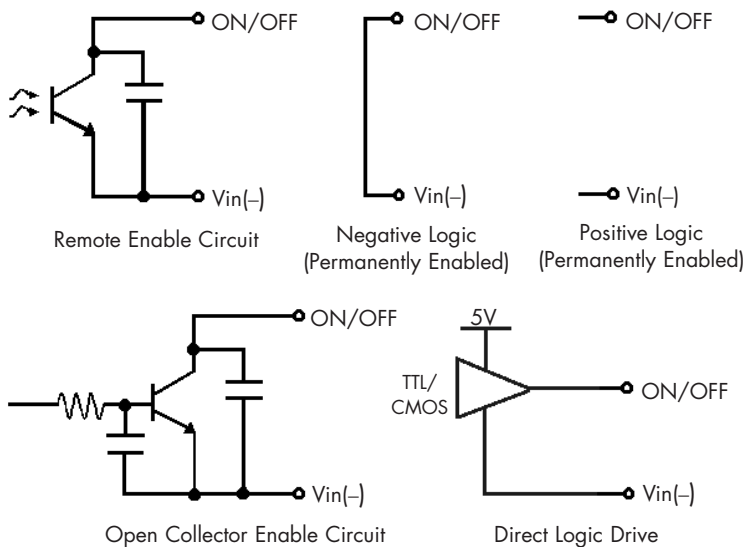 ON/OFF
Vin(–)
Remote Enable Circuit
ON/OFF
Vin(–)
Negative Logic
(Permanently Enabled)
ON/OFF
Vin(–)
Positive Logic
(Permanently Enabled)
ON/OFF
Vin(–)
Open Collector Enable Circuit
5V
TTL/
CMOS
ON/OFF
Vin(–)
Direct Logic Drive